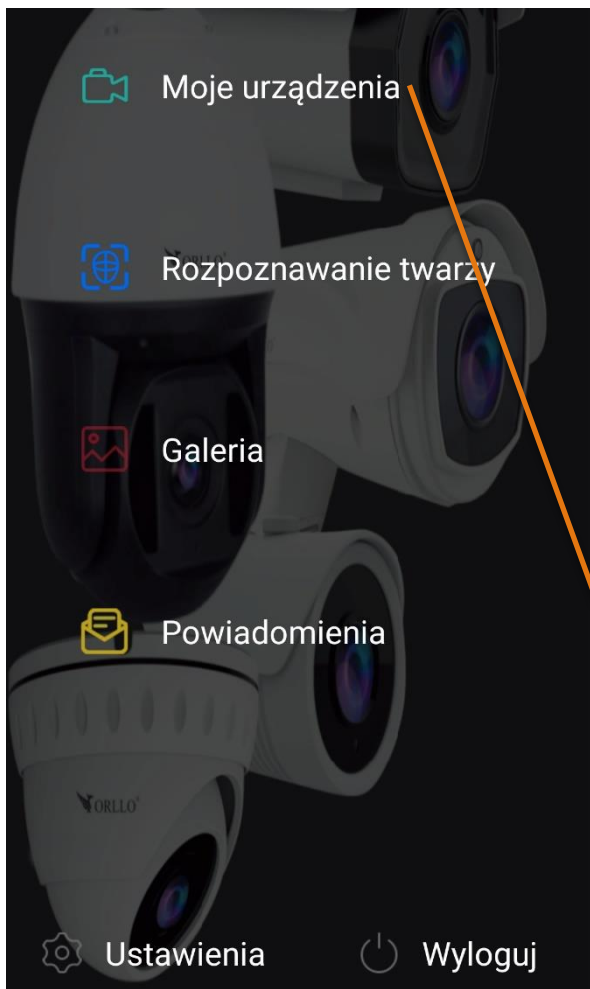 Moje urządzenia
ORLLO
Rozpoznawanie twarzy
Galeria
Powiadomienia
ORLLO
Ustawienia
Wyloguj